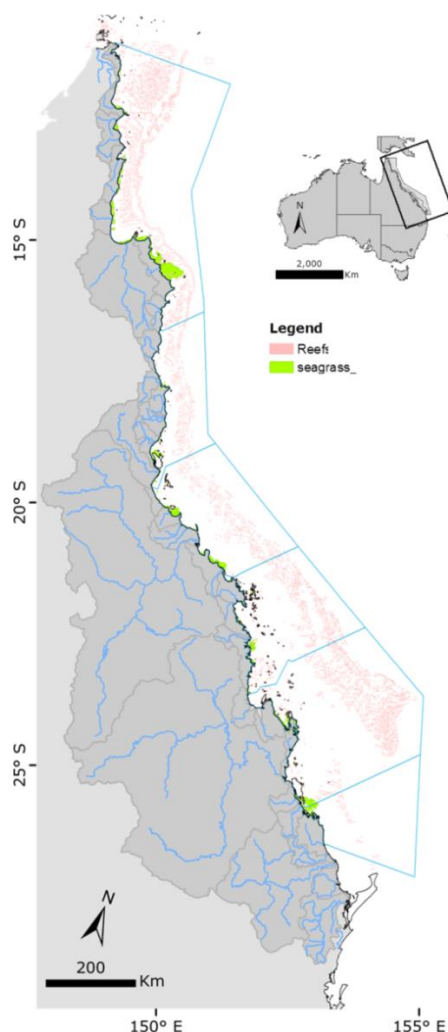 15° S
2,000
Km
Legend
Reefs
seagrass_
20° S
25° S
N
200
Km
150° E
155° E